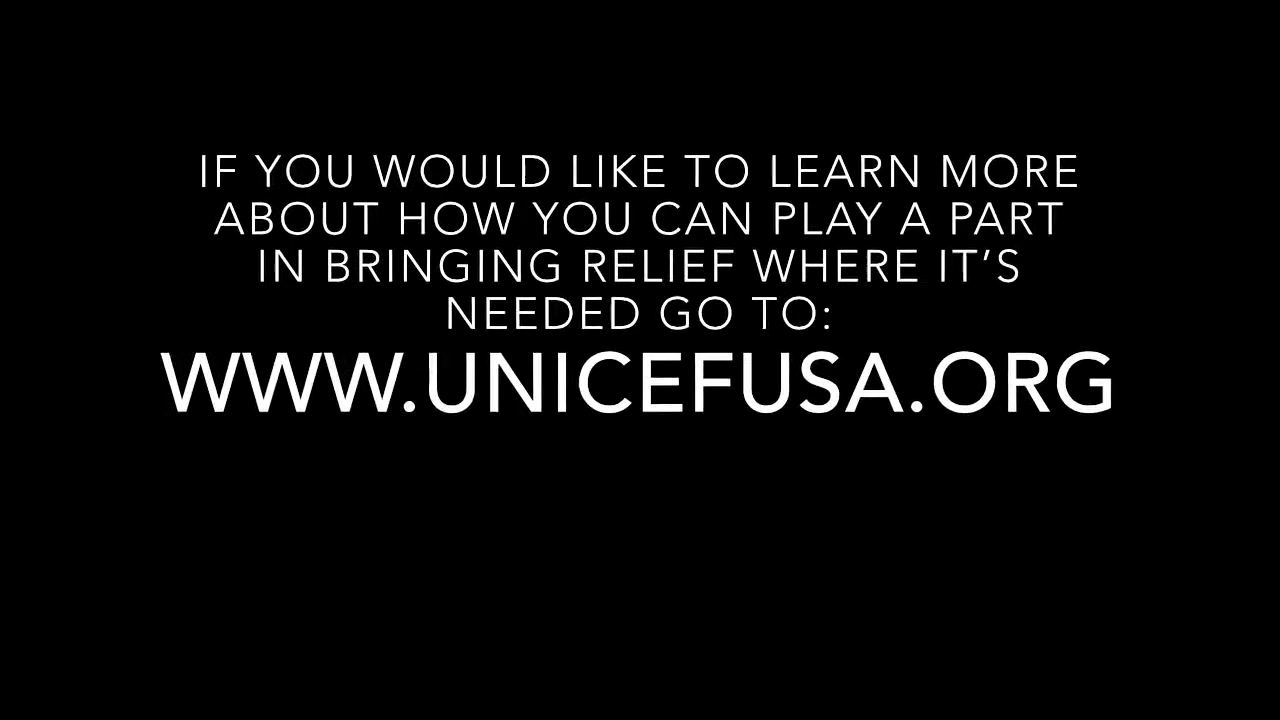 IF YOU WOULD LIKE TO LEARN MORE
ABOUT HOW YOU CAN PLAY A PART
IN BRINGING RELIEF WHERE IT’S
NEEDED GO TO:
WWW.UNICEFUSA.ORG